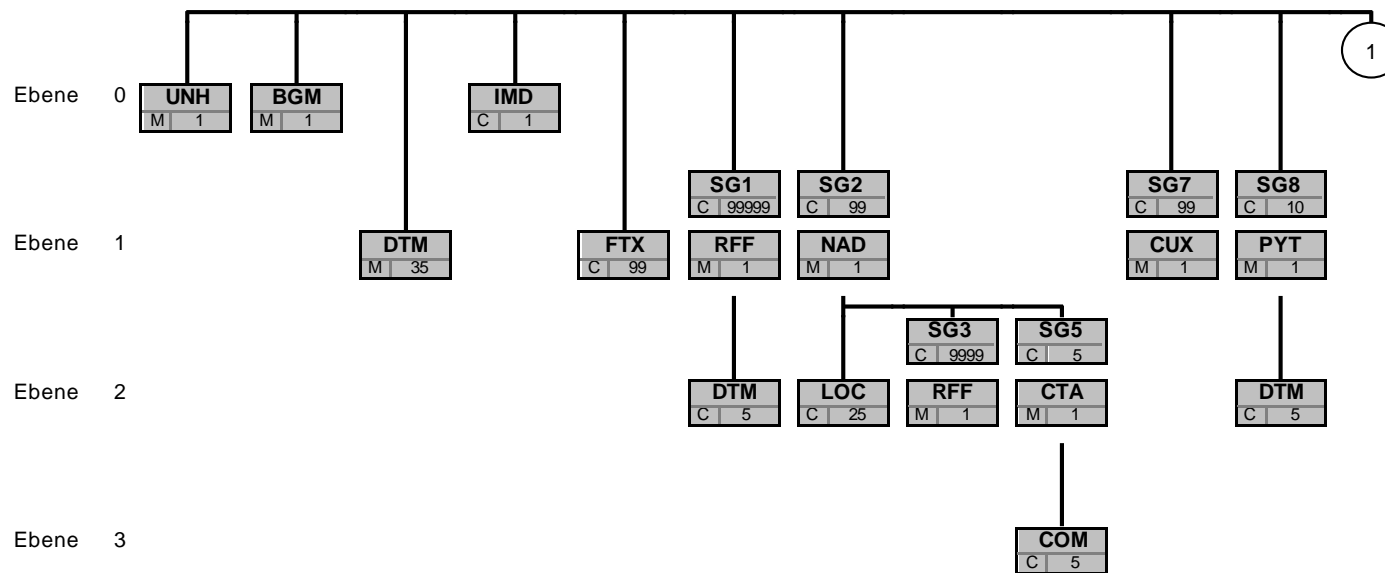 1
Ebene 0 UNH BGM IMD
M 1 M 1 C 1
SG1 SG2 SG7 SG8
C 99999 C 99 C 99 C 10
Ebene 1 DTM FTX RFF NAD CUX PYT
M 35 C 99 M 1 M 1 M 1 M 1
SG3 SG5
C 9999 C 5
Ebene 2 DTM LOC RFF CTA DTM
C 5 C 25 M 1 M 1 C 5
Ebene 3 COM
C 5